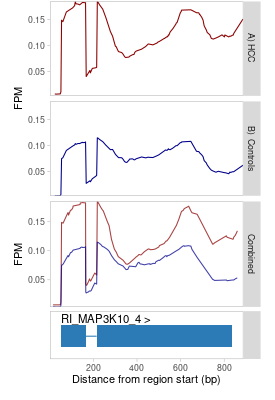 0.15
0.10
0.05
A) HCC
FPM
0.15
0.10
0.05
B) Controls
0.15
0.10
0.05
Combined
FPM
RI_MAP3K10_4 >
200 400 600 800
Distance from region start (bp)